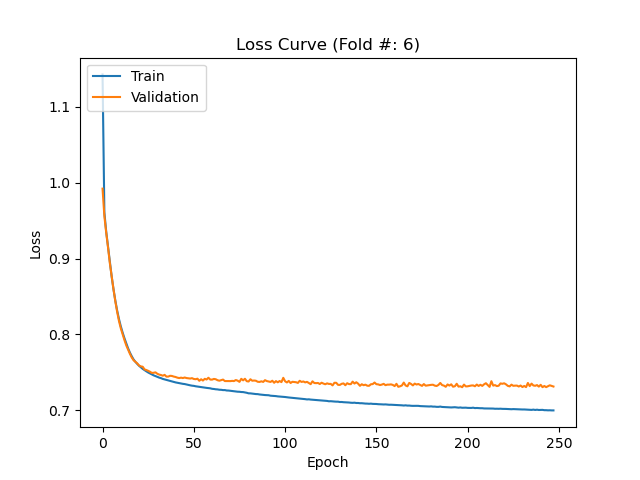 Loss Curve (Fold #: 6)
Train
Validation
1.1
1.0
0.9
0.8
0.7
Loss
0 50 100 150 200 250
Epoch